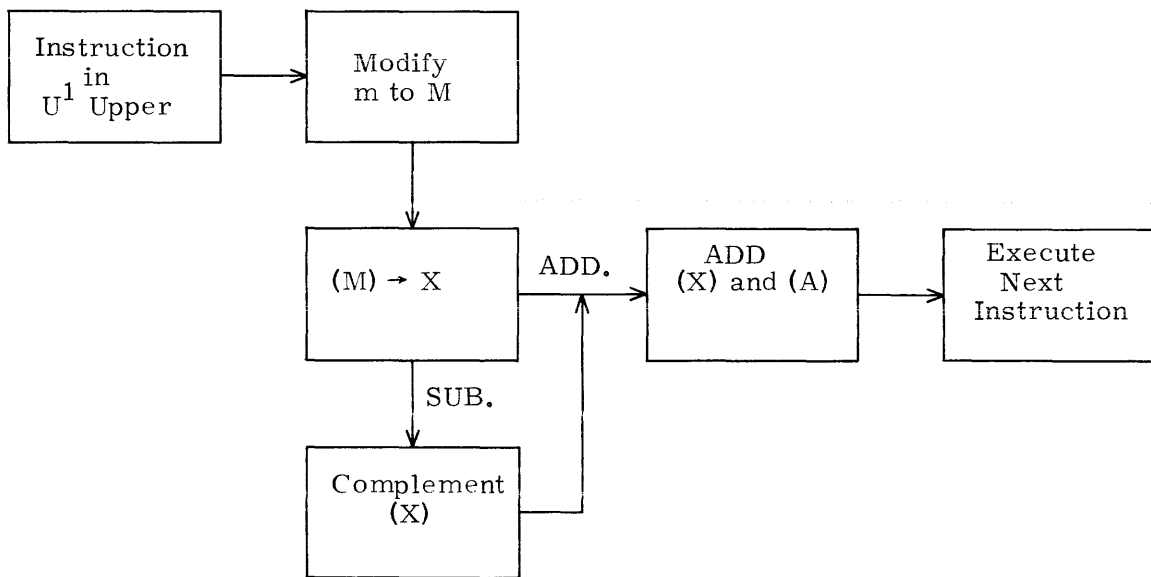 Instruction
in
U¹ Upper
Modify
m to M
(M) → X
ADD.
ADD
(X) and (A)
Execute
Next
Instruction
SUB.
Complement
(X)